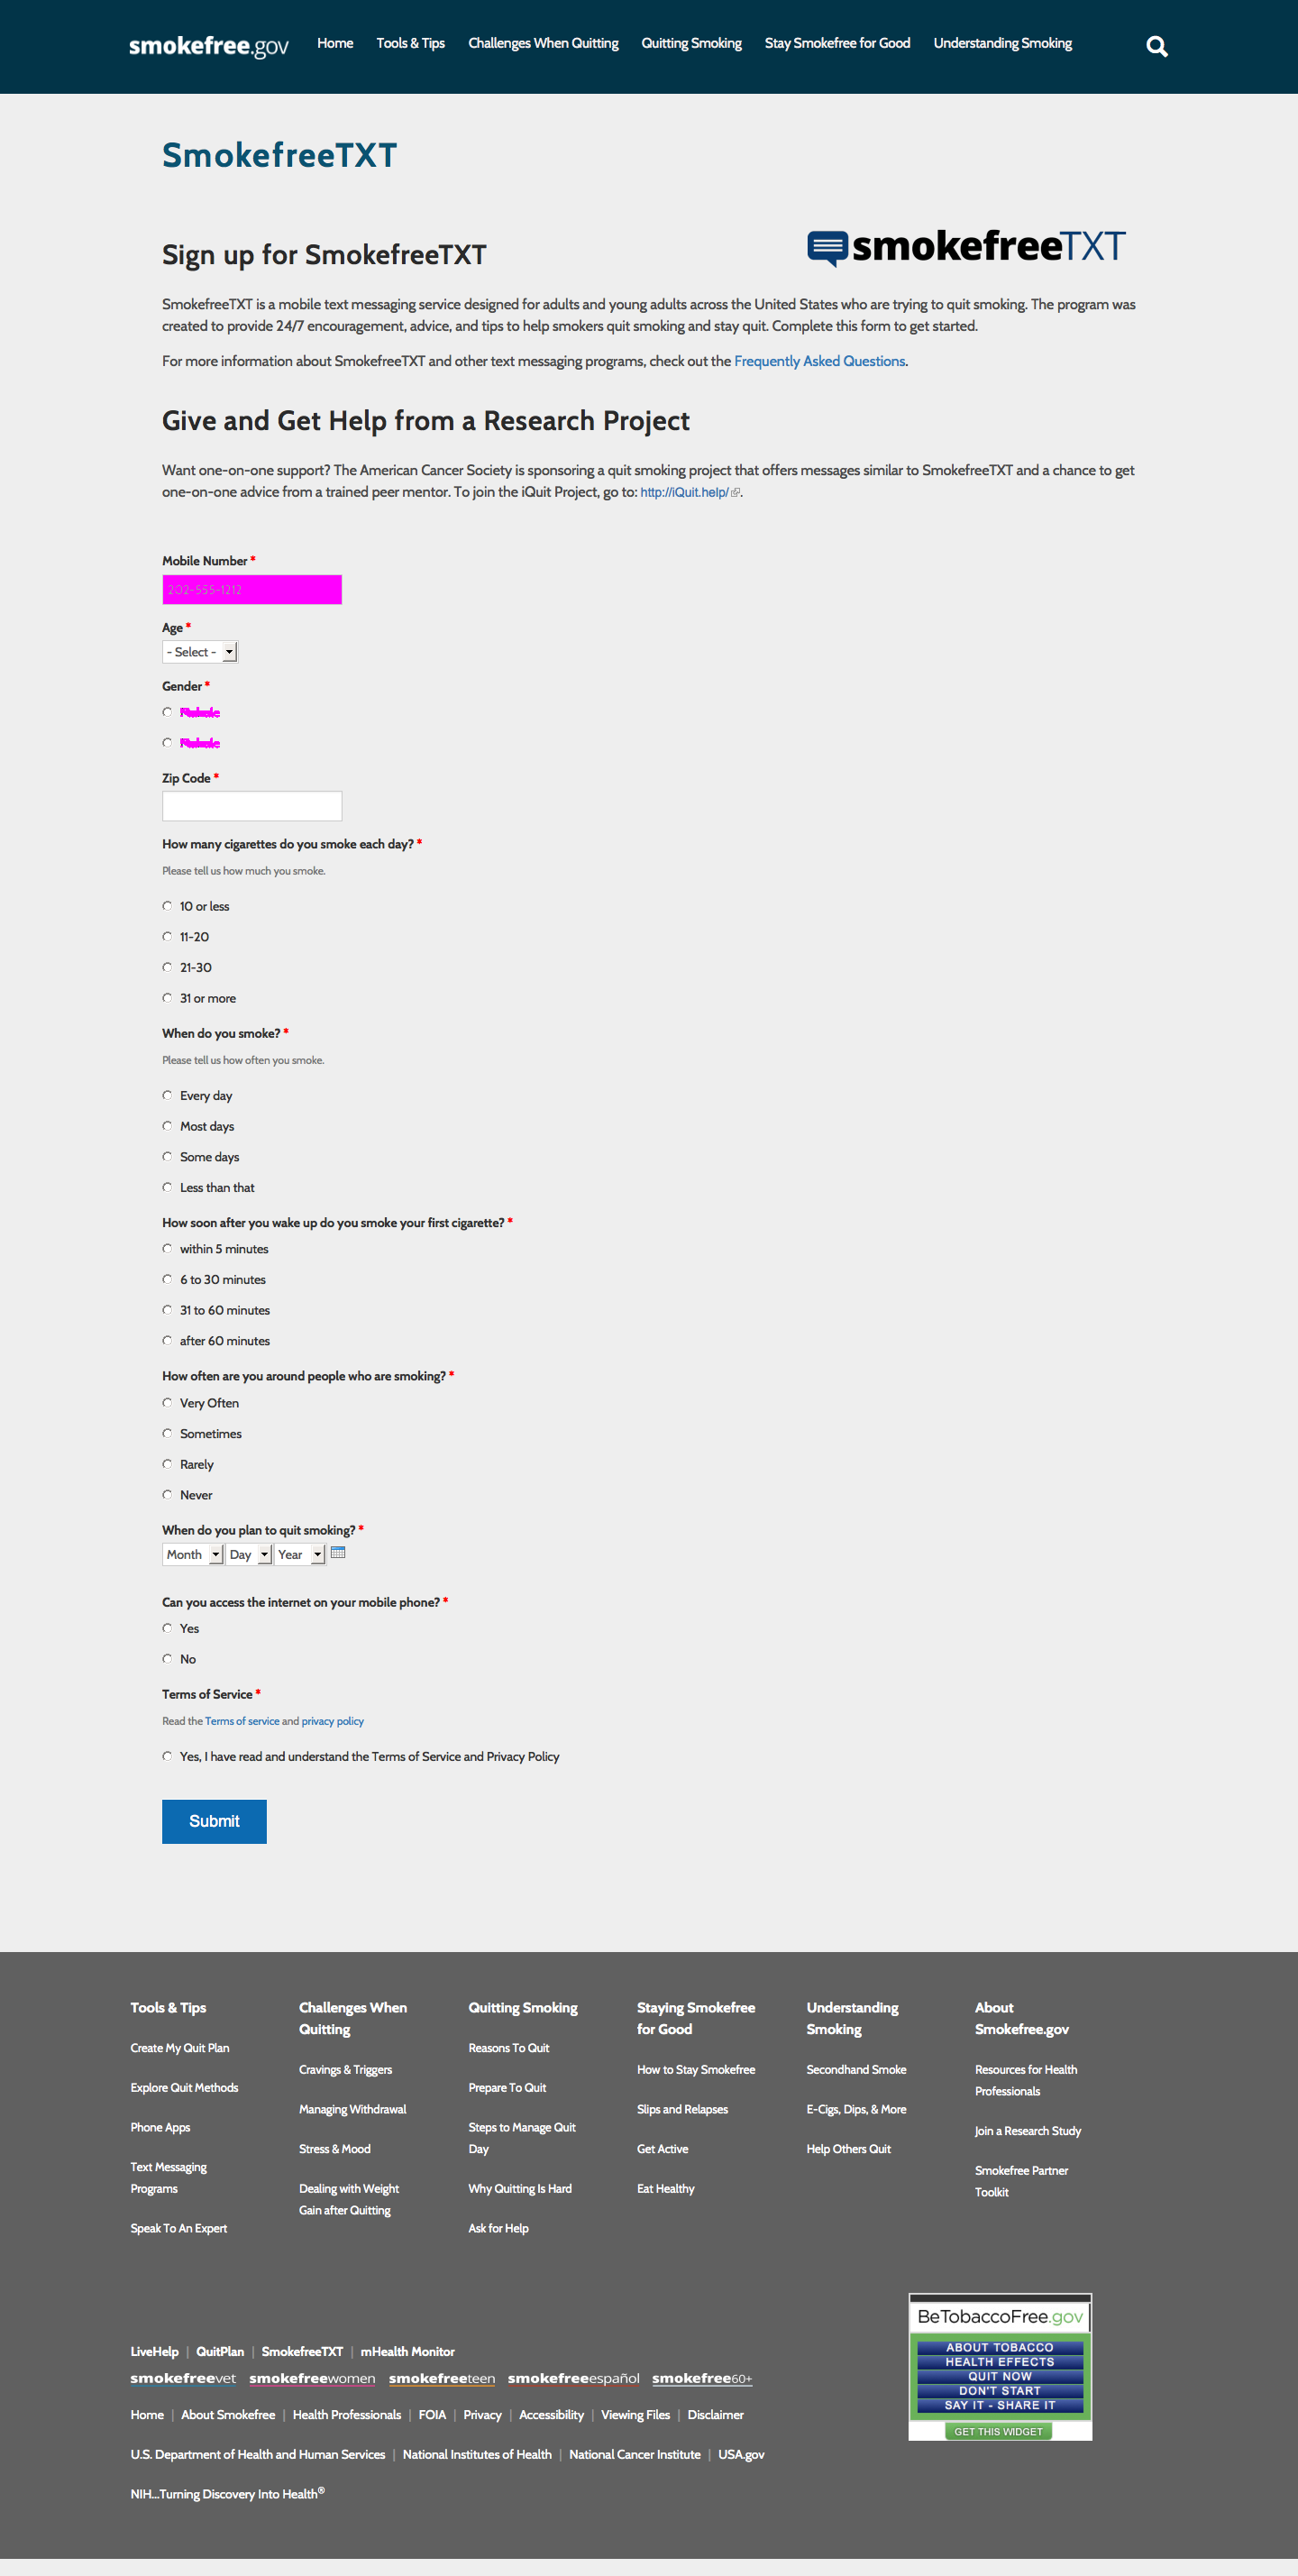 smokefree.gov Home Tools & Tips Challenges When Quitting Quitting Smoking Stay Smokefree for Good Understanding Smoking
SmokefreeTXT
Sign up for SmokefreeTXT
smokefreeTXT
SmokefreeTXT is a mobile text messaging service designed for adults and young adults across the United States who are trying to quit smoking. The program was
created to provide 24/7 encouragement, advice, and tips to help smokers quit smoking and stay quit. Complete this form to get started.
For more information about SmokefreeTXT and other text messaging programs, check out the Frequently Asked Questions.
Give and Get Help from a Research Project
Want one-on-one support? The American Cancer Society is sponsoring a quit smoking project that offers messages similar to SmokefreeTXT and a chance to get
one-on-one advice from a trained peer mentor. To join the iQuit Project, go to: http://iQuit.help/.
Mobile Number *
202-555-1212
Age *
- Select -
Gender *
Zip Code *
How many cigarettes do you smoke each day? *
Please tell us how much you smoke.
10 or less
11-20
21-30
31 or more
When do you smoke? *
Please tell us how often you smoke.
Every day
Most days
Some days
Less than that
How soon after you wake up do you smoke your first cigarette? *
within 5 minutes
6 to 30 minutes
31 to 60 minutes
after 60 minutes
How often are you around people who are smoking? *
Very Often
Sometimes
Rarely
Never
When do you plan to quit smoking? *
Month Day Year
Can you access the internet on your mobile phone? *
Yes
No
Terms of Service *
Read the Terms of service and privacy policy
Yes, I have read and understand the Terms of Service and Privacy Policy
Submit
Tools & Tips
Create My Quit Plan
Explore Quit Methods
Phone Apps
Text Messaging
Programs
Speak To An Expert
Challenges When
Quitting
Cravings & Triggers
Managing Withdrawal
Stress & Mood
Dealing with Weight
Gain after Quitting
Quitting Smoking
Reasons To Quit
Prepare To Quit
Steps to Manage Quit
Day
Why Quitting Is Hard
Ask for Help
Staying Smokefree
for Good
How to Stay Smokefree
Slips and Relapses
Get Active
Eat Healthy
Understanding
Smoking
Secondhand Smoke
E-Cigs, Dips, & More
Help Others Quit
About
Smokefree.gov
Resources for Health
Professionals
Join a Research Study
Smokefree Partner
Toolkit
LiveHelp | QuitPlan | SmokefreeTXT | mHealth Monitor
smokefreevet smokefreewomen smokefreeteen smokefreeespañol smokefree60+
Home | About Smokefree | Health Professionals | FOIA | Privacy | Accessibility | Viewing Files | Disclaimer
U.S. Department of Health and Human Services | National Institutes of Health | National Cancer Institute | USA.gov
NIH...Turning Discovery Into Health®
BeTobaccoFree.gov
ABOUT TOBACCO
HEALTH EFFECTS
QUIT NOW
DON'T START
SAY IT - SHARE IT
GET THIS WIDGET